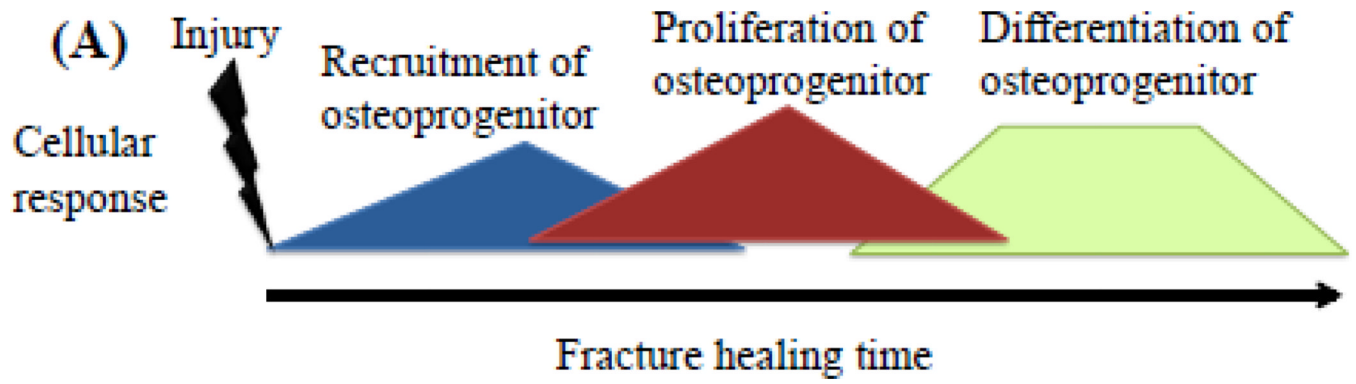 (A)
Injury
Cellular
response
Recruitment of
osteoprogenitor
Proliferation of
osteoprogenitor
Differentiation of
osteoprogenitor
Fracture healing time